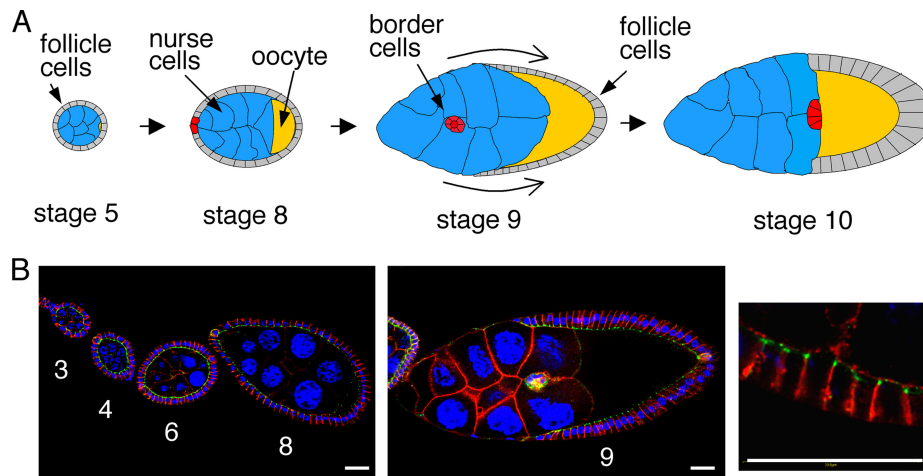 A
follicle
cells
nurse
cells
oocyte
border
cells
follicle
cells
stage 5
stage 8
stage 9
stage 10
B
3
4
6
8
9